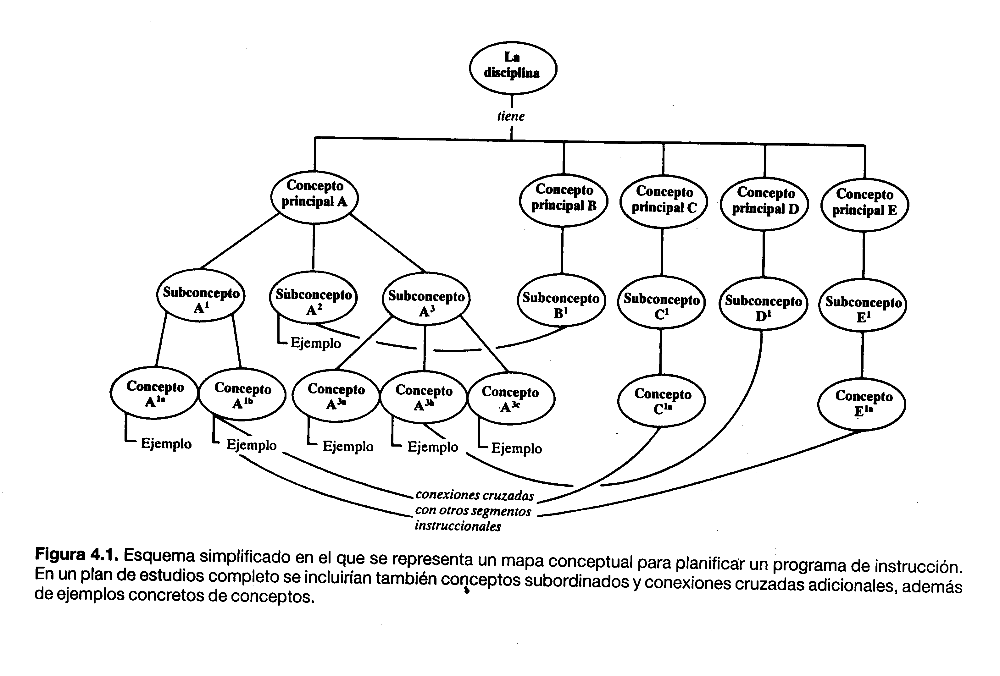 La
disciplina
tiene
Concepto
principal A
Concepto
principal B
Concepto
principal C
Concepto
principal D
Concepto
principal E
Subconcepto
A¹
Subconcepto
A²
Subconcepto
A³
Subconcepto
B¹
Subconcepto
C¹
Subconcepto
D¹
Subconcepto
E¹
Ejemplo
Concepto
A¹ᵃ
Concepto
A¹ᵇ
Concepto
A³ᵃ
Concepto
A³ᵇ
Concepto
A³ᶜ
Concepto
C¹ᵃ
Concepto
E¹ᵃ
Ejemplo
Ejemplo
Ejemplo
Ejemplo
Ejemplo
conexiones cruzadas
con otros segmentos
instruccionales
Figura 4.1. Esquema simplificado en el que se representa un mapa conceptual para planificar un programa de instrucción.
En un plan de estudios completo se incluirían también conceptos subordinados y conexiones cruzadas adicionales, además
de ejemplos concretos de conceptos.